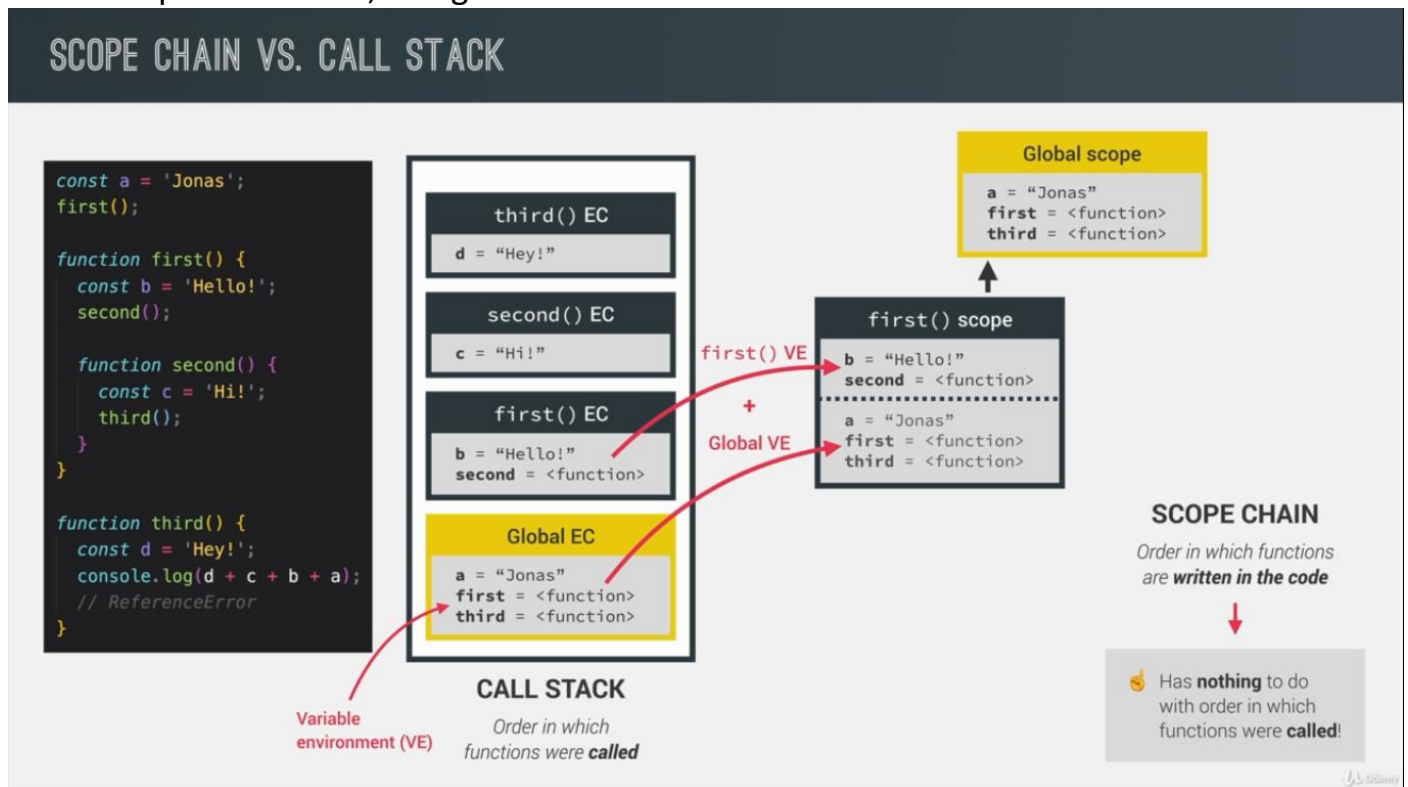 SCOPE CHAIN VS. CALL STACK
const a = 'Jonas';
first();
function first() {
const b = 'Hello!';
second();
function second() {
const c = 'Hi!';
third();
}
}
function third() {
const d = 'Hey!';
console.log(d + c + b + a);
// ReferenceError
}
third() EC
d = “Hey!”
second() EC
c = “Hi!”
first() EC
b = “Hello!”
second = <function>
Global EC
a = “Jonas”
first = <function>
third = <function>
CALL STACK
Order in which
functions were called
Variable
environment (VE)
first() VE
+
Global VE
Global scope
a = “Jonas”
first = <function>
third = <function>
first() scope
b = “Hello!”
second = <function>
a = “Jonas”
first = <function>
third = <function>
SCOPE CHAIN
Order in which functions
are written in the code
☝ Has nothing to do
with order in which
functions were called!
Udemy